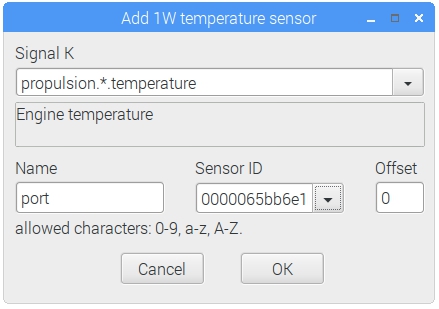 Add 1W temperature sensor
Signal K
propulsion.*.temperature
Engine temperature
Name Sensor ID Offset
port 0000065bb6e1 0
allowed characters: 0-9, a-z, A-Z.
Cancel OK